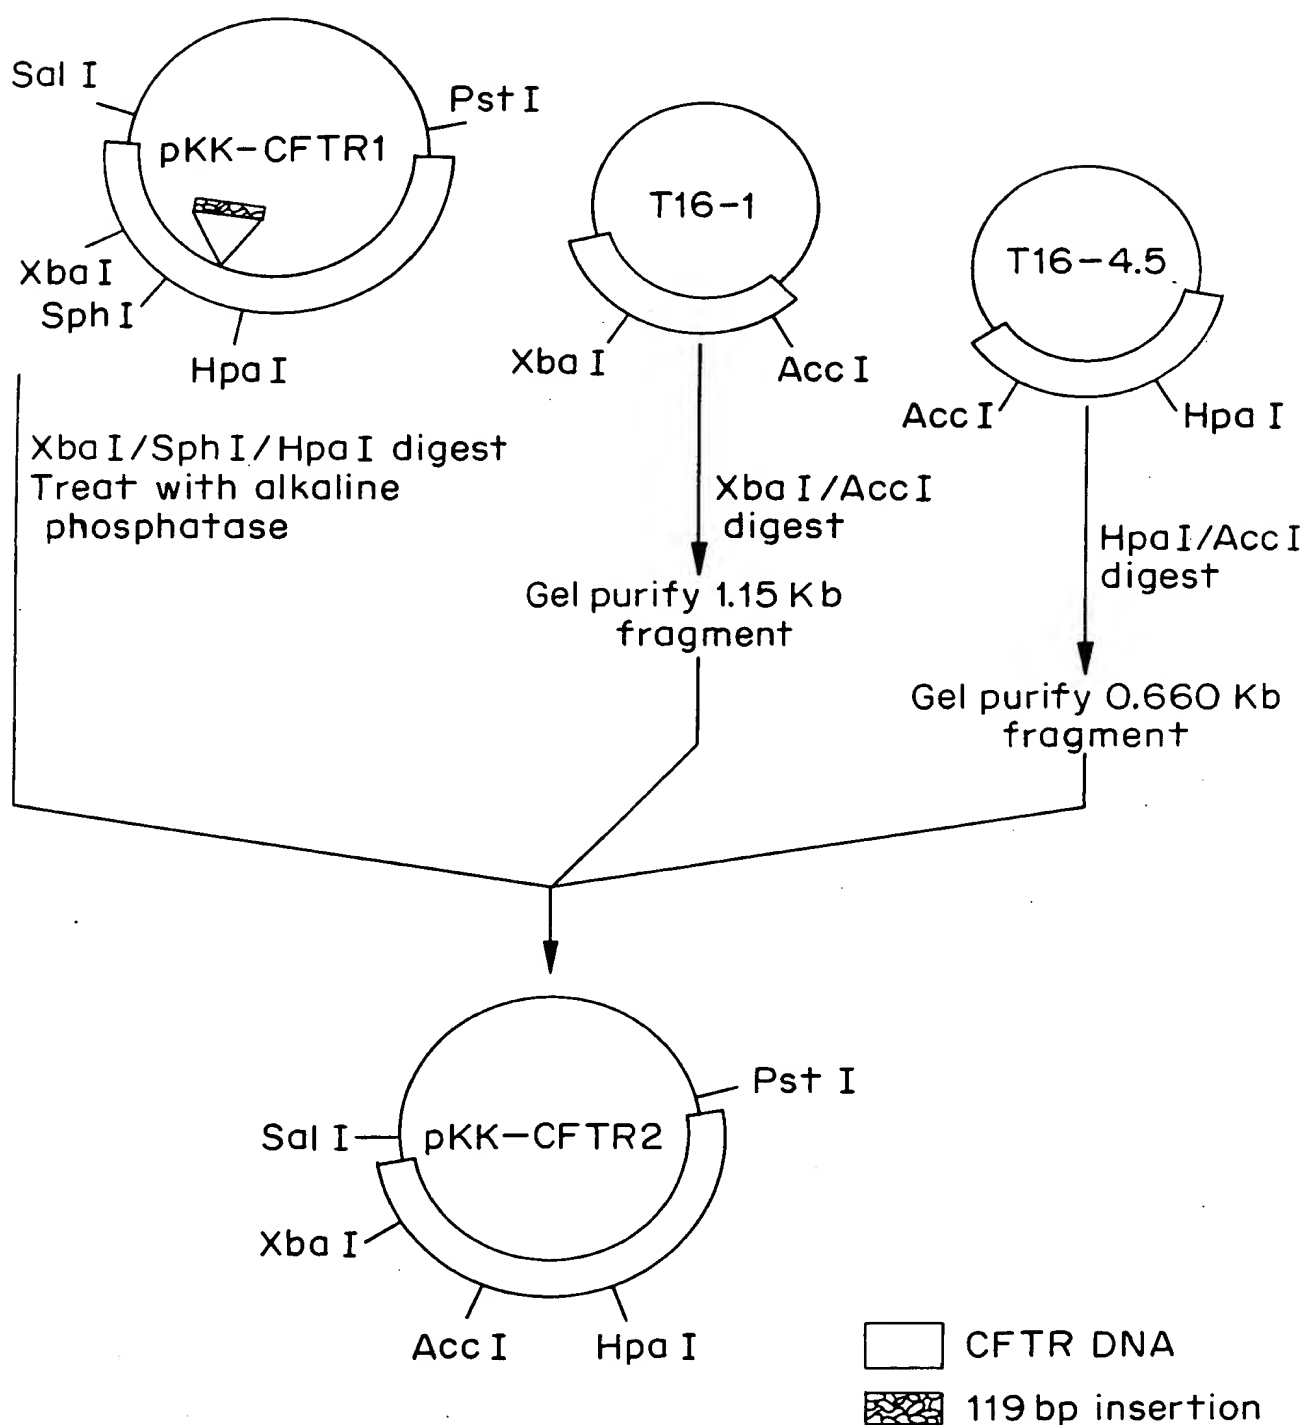 Sal I
Pst I
pKK-CFTR1
Xba I
Sph I
Hpa I
T16-1
Xba I
Acc I
T16-4.5
Acc I
Hpa I
Xba I/Sph I/Hpa I digest
Treat with alkaline
phosphatase
Xba I/Acc I
digest
Gel purify 1.15 Kb
fragment
Hpa I/Acc I
digest
Gel purify 0.660 Kb
fragment
Pst I
Sal I
pKK-CFTR2
Xba I
Acc I
Hpa I
CFTR DNA
119 bp insertion